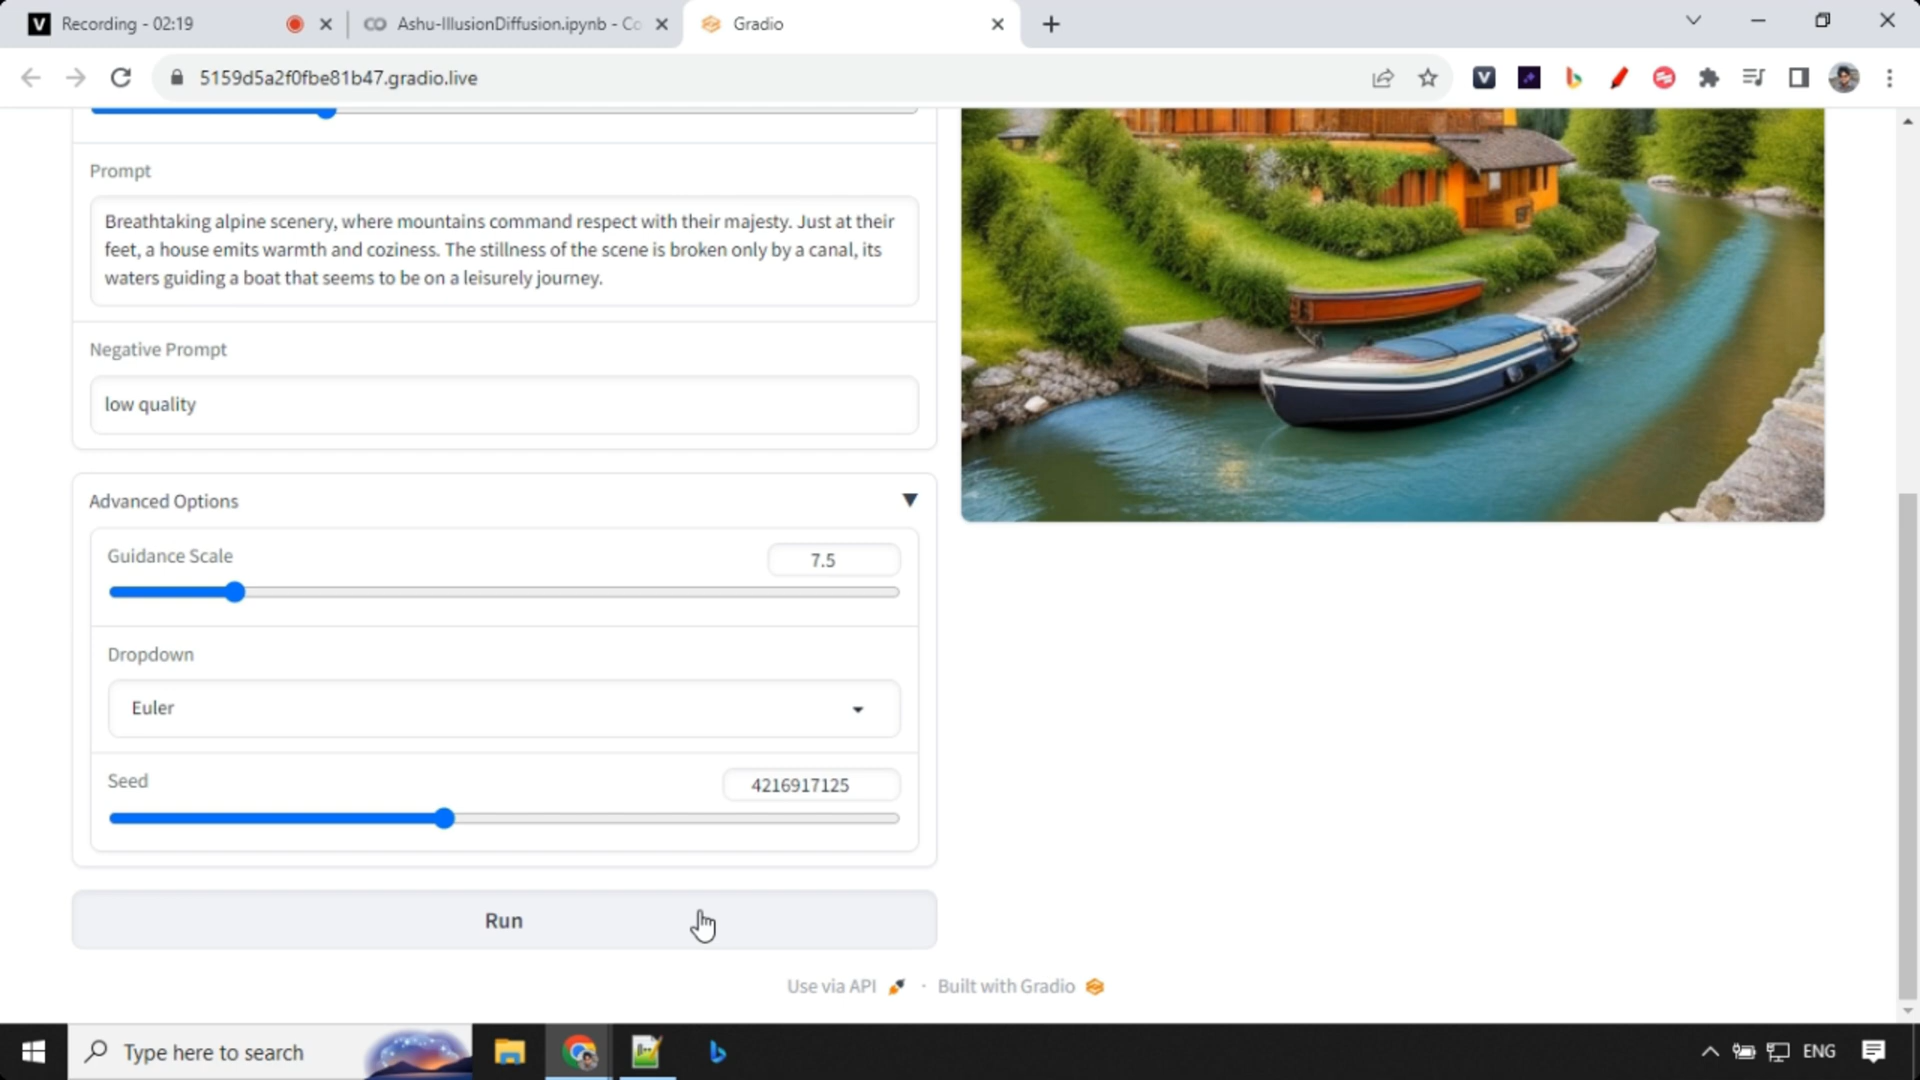 Recording - 02:19
Ashu-IllusionDiffusion.ipynb - Co
Gradio
5159d5a2f0fbe81b47.gradio.live
Prompt
Breathtaking alpine scenery, where mountains command respect with their majesty. Just at their
feet, a house emits warmth and coziness. The stillness of the scene is broken only by a canal, its
waters guiding a boat that seems to be on a leisurely journey.
Negative Prompt
low quality
Advanced Options
Guidance Scale
7.5
Dropdown
Euler
Seed
4216917125
Run
Use via API · Built with Gradio
Type here to search
ENG